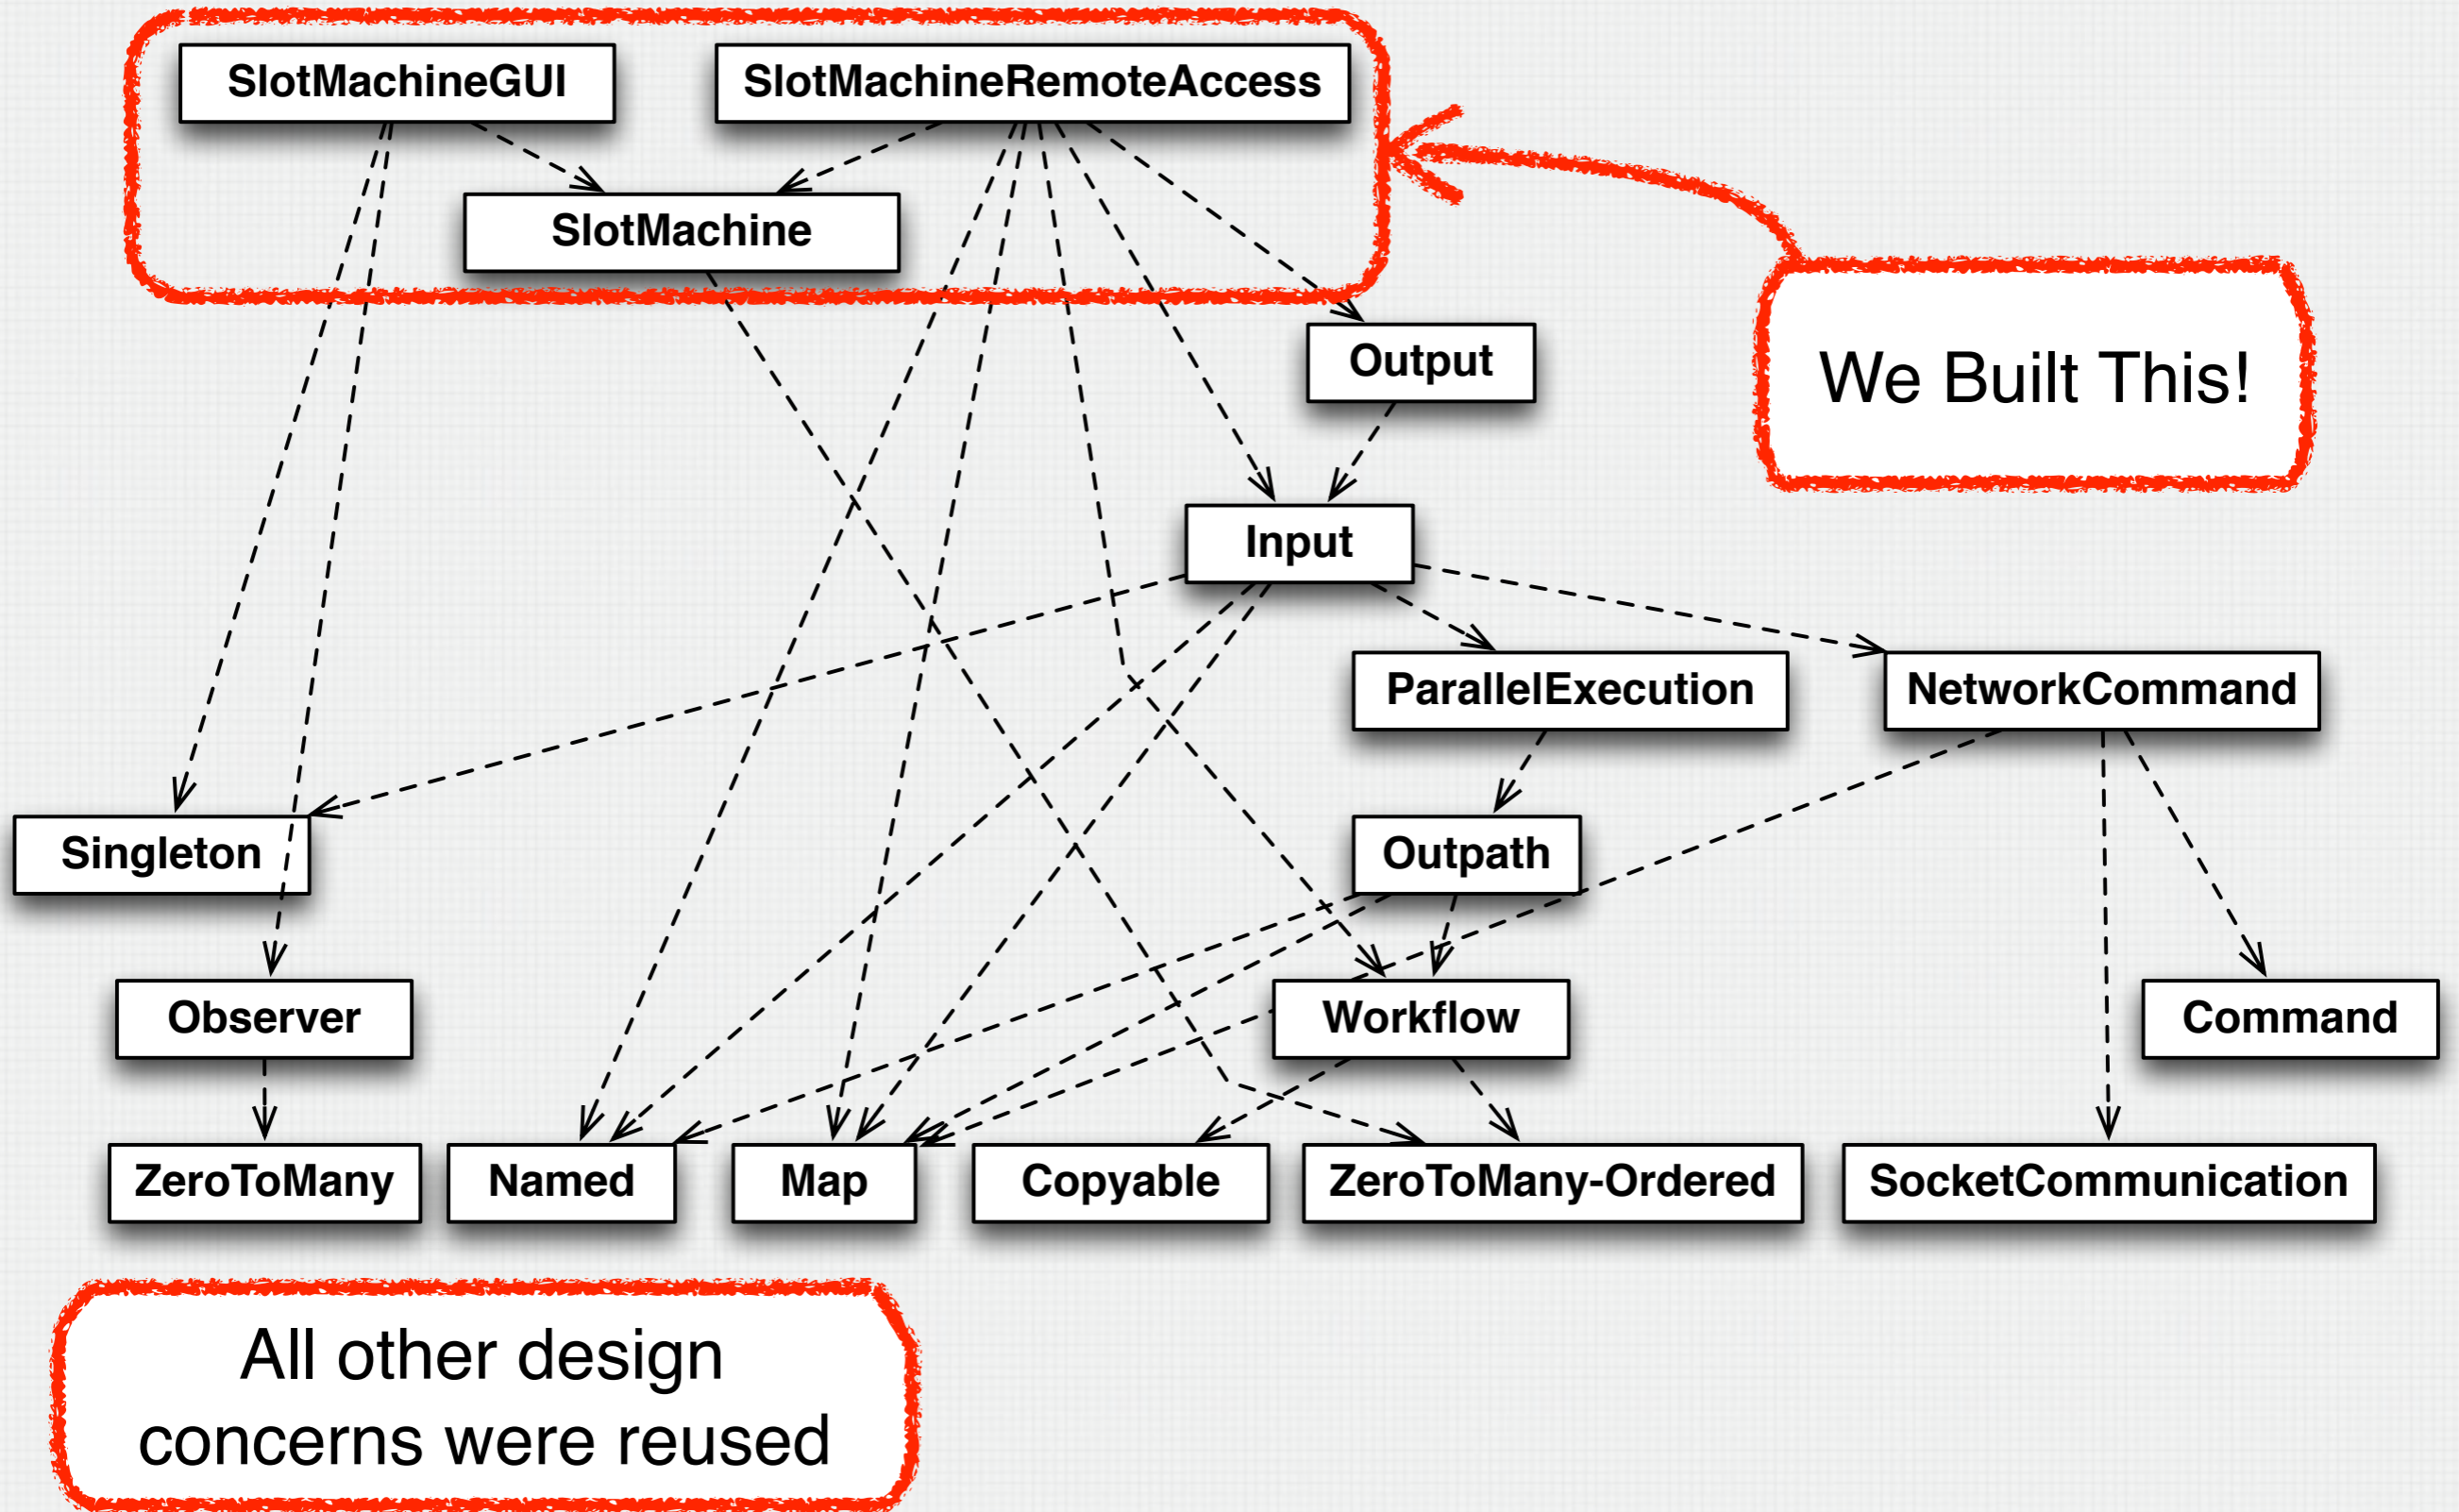 SlotMachineGUI
SlotMachineRemoteAccess
SlotMachine
Output
We Built This!
Input
ParallelExecution
NetworkCommand
Singleton
Outpath
Observer
Workflow
Command
ZeroToMany
Named
Map
Copyable
ZeroToMany-Ordered
SocketCommunication
All other design
concerns were reused